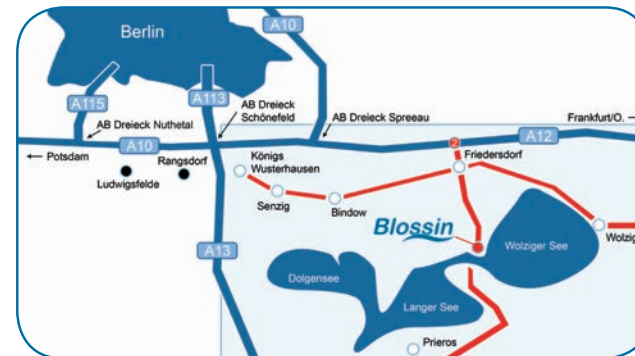 Berlin
A10
A115
A113
AB Dreieck
Schönefeld
AB Dreieck Nuthetal
AB Dreieck Spreeau
Frankfurt/O.
A12
2
Potsdam
A10
Rangsdorf
Ludwigsfelde
Königs
Wusterhausen
Friedersdorf
Senzig
Bindow
Blossin
Wolziger See
Wolzig
A13
Dolgensee
Langer See
Prieros